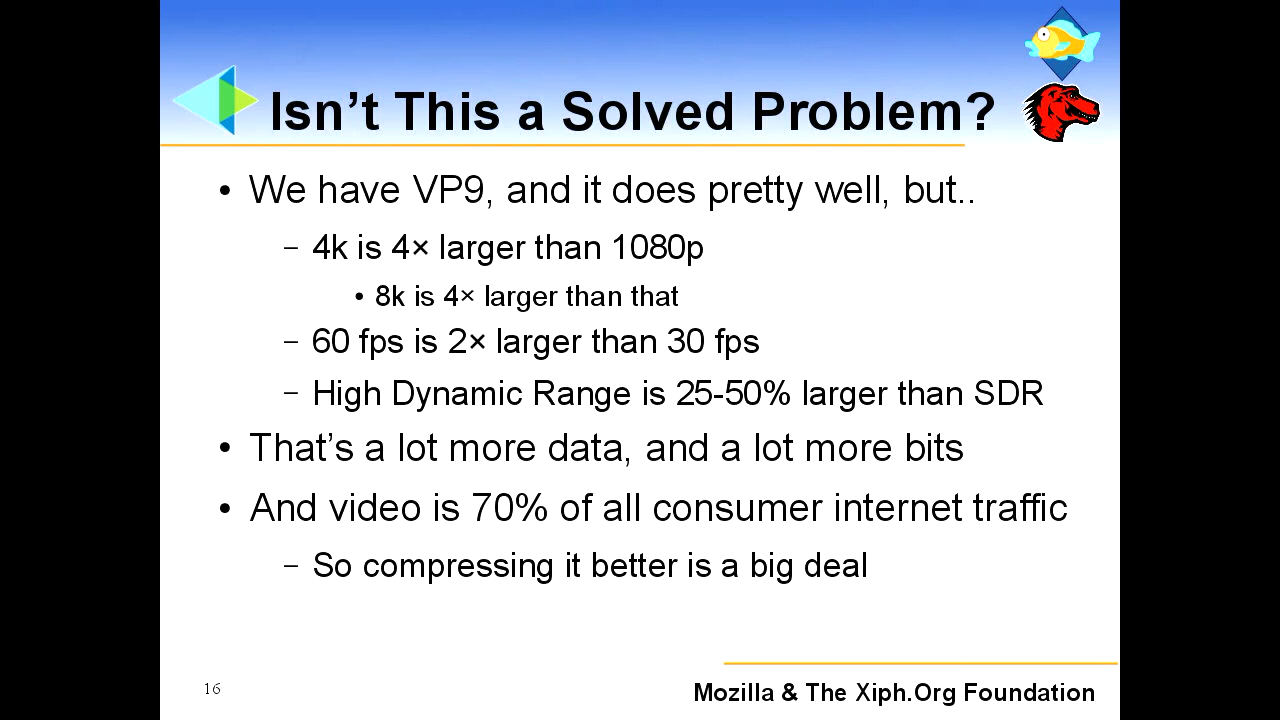 Isn’t This a Solved Problem?
• We have VP9, and it does pretty well, but..
– 4k is 4× larger than 1080p
• 8k is 4× larger than that
– 60 fps is 2× larger than 30 fps
– High Dynamic Range is 25-50% larger than SDR
• That’s a lot more data, and a lot more bits
• And video is 70% of all consumer internet traffic
– So compressing it better is a big deal
16
Mozilla & The Xiph.Org Foundation